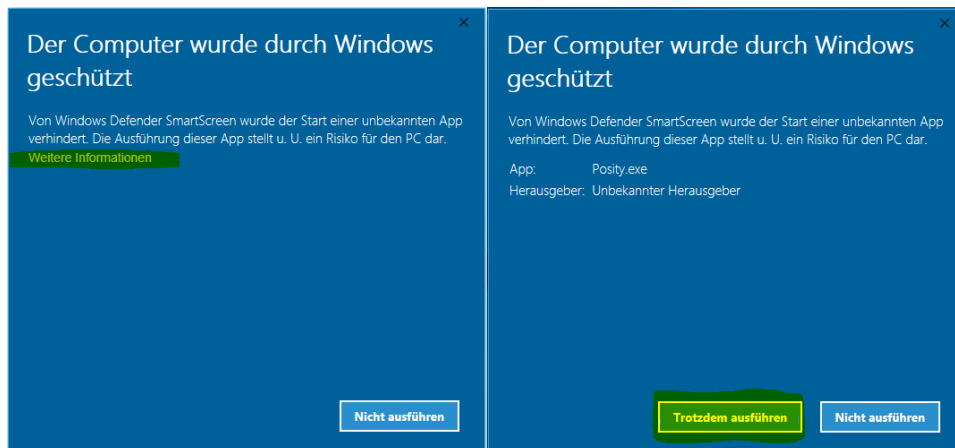 Der Computer wurde durch Windows
geschützt
Von Windows Defender SmartScreen wurde der Start einer unbekannten App
verhindert. Die Ausführung dieser App stellt u. U. ein Risiko für den PC dar.
Weitere Informationen
Nicht ausführen
Der Computer wurde durch Windows
geschützt
Von Windows Defender SmartScreen wurde der Start einer unbekannten App
verhindert. Die Ausführung dieser App stellt u. U. ein Risiko für den PC dar.
App: Posity.exe
Herausgeber: Unbekannter Herausgeber
Trotzdem ausführen Nicht ausführen